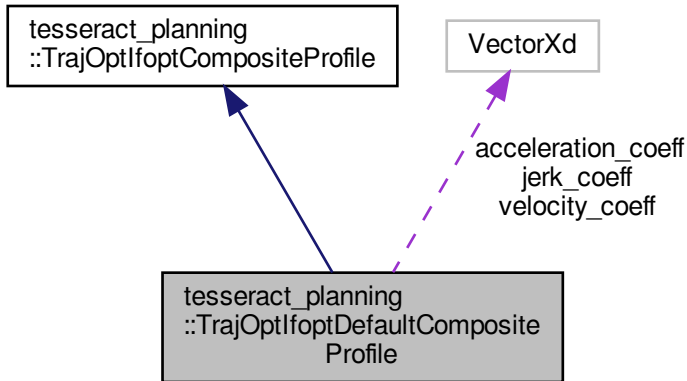 tesseract_planning
::TrajOptIfoptCompositeProfile
VectorXd
acceleration_coeff
jerk_coeff
velocity_coeff
tesseract_planning
::TrajOptIfoptDefaultComposite
Profile